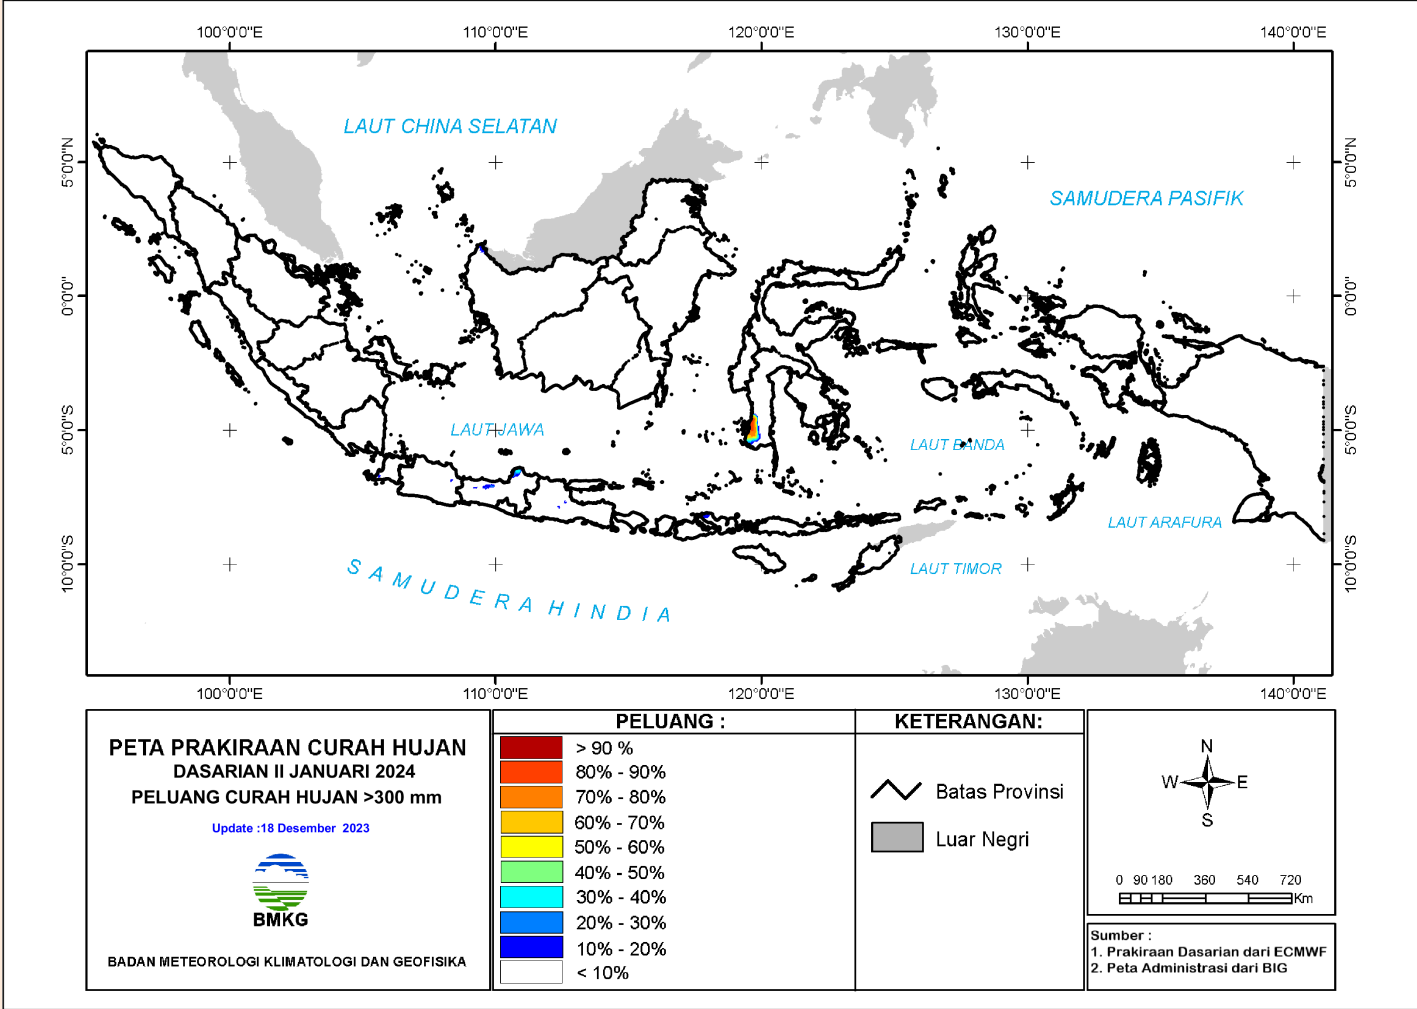 100°0'0"E 110°0'0"E 120°0'0"E 130°0'0"E 140°0'0"E
LAUT CHINA SELATAN
5°0'0"N 5°0'0"N
SAMUDERA PASIFIK
0°0'0" 0°0'0"
5°0'0"S 5°0'0"S
LAUT JAWA
LAUT BANDA
LAUT ARAFURA
10°0'0"S 10°0'0"S
LAUT TIMOR
SAMUDERA HINDIA
100°0'0"E 110°0'0"E 120°0'0"E 130°0'0"E 140°0'0"E
PETA PRAKIRAAN CURAH HUJAN
DASARIAN II JANUARI 2024
PELUANG CURAH HUJAN >300 mm
Update :18 Desember 2023
BMKG
BADAN METEOROLOGI KLIMATOLOGI DAN GEOFISIKA
PELUANG :
> 90 %
80% - 90%
70% - 80%
60% - 70%
50% - 60%
40% - 50%
30% - 40%
20% - 30%
10% - 20%
< 10%
KETERANGAN:
Batas Provinsi
Luar Negri
N
W E
S
0 90 180 360 540 720
Km
Sumber :
1. Prakiraan Dasarian dari ECMWF
2. Peta Administrasi dari BIG